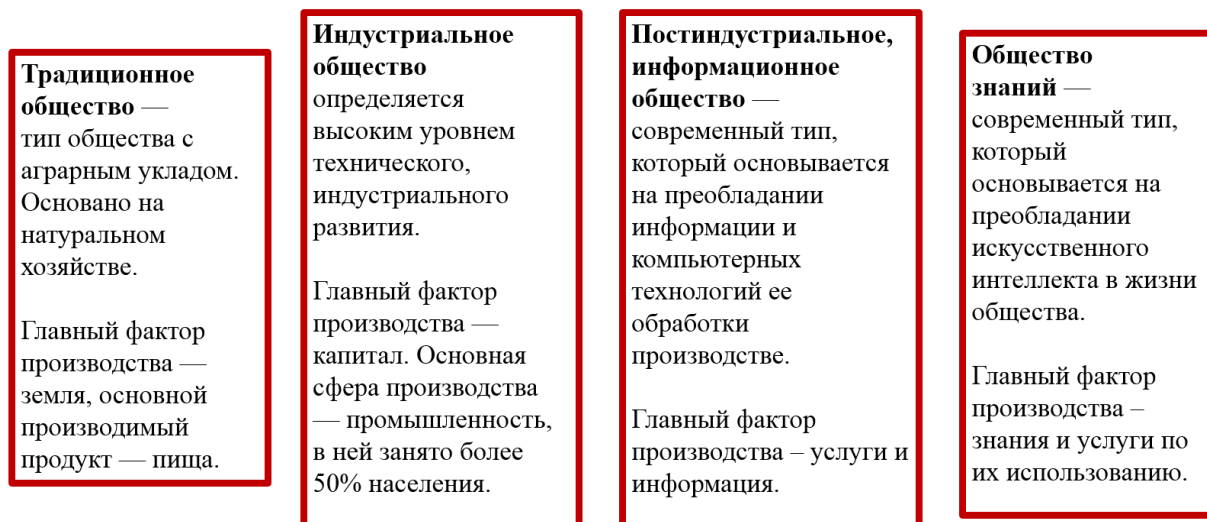 Традиционное
общество —
тип общества с
аграрным укладом.
Основано на
натуральном
хозяйстве.
Главный фактор
производства —
земля, основной
производимый
продукт — пища.
Индустриальное
общество
определяется
высоким уровнем
технического,
индустриального
развития.
Главный фактор
производства —
капитал. Основная
сфера производства
— промышленность,
в ней занято более
50% населения.
Постиндустриальное,
информационное
общество —
современный тип,
который основывается
на преобладании
информации и
компьютерных
технологий ее
обработки
производстве.
Главный фактор
производства – услуги и
информация.
Общество
знаний —
современный тип,
который
основывается на
преобладании
искусственного
интеллекта в жизни
общества.
Главный фактор
производства –
знания и услуги по
их использованию.